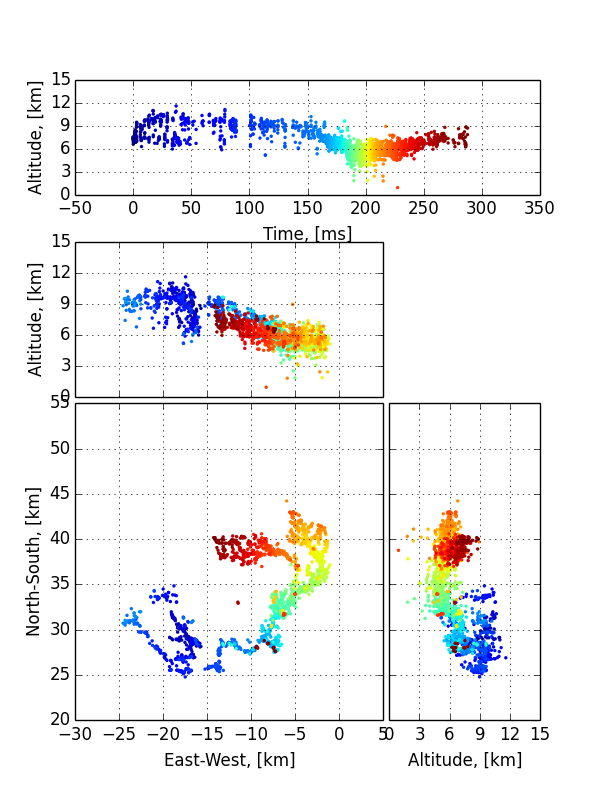 15
12
9
6
3
0
Altitude, [km]
−50 0 50 100 150 200 250 300 350
Time, [ms]
15
12
9
6
3
0
Altitude, [km]
55
50
45
40
35
30
25
20
North-South, [km]
−30 −25 −20 −15 −10 −5 0 5
East-West, [km]
0 3 6 9 12 15
Altitude, [km]